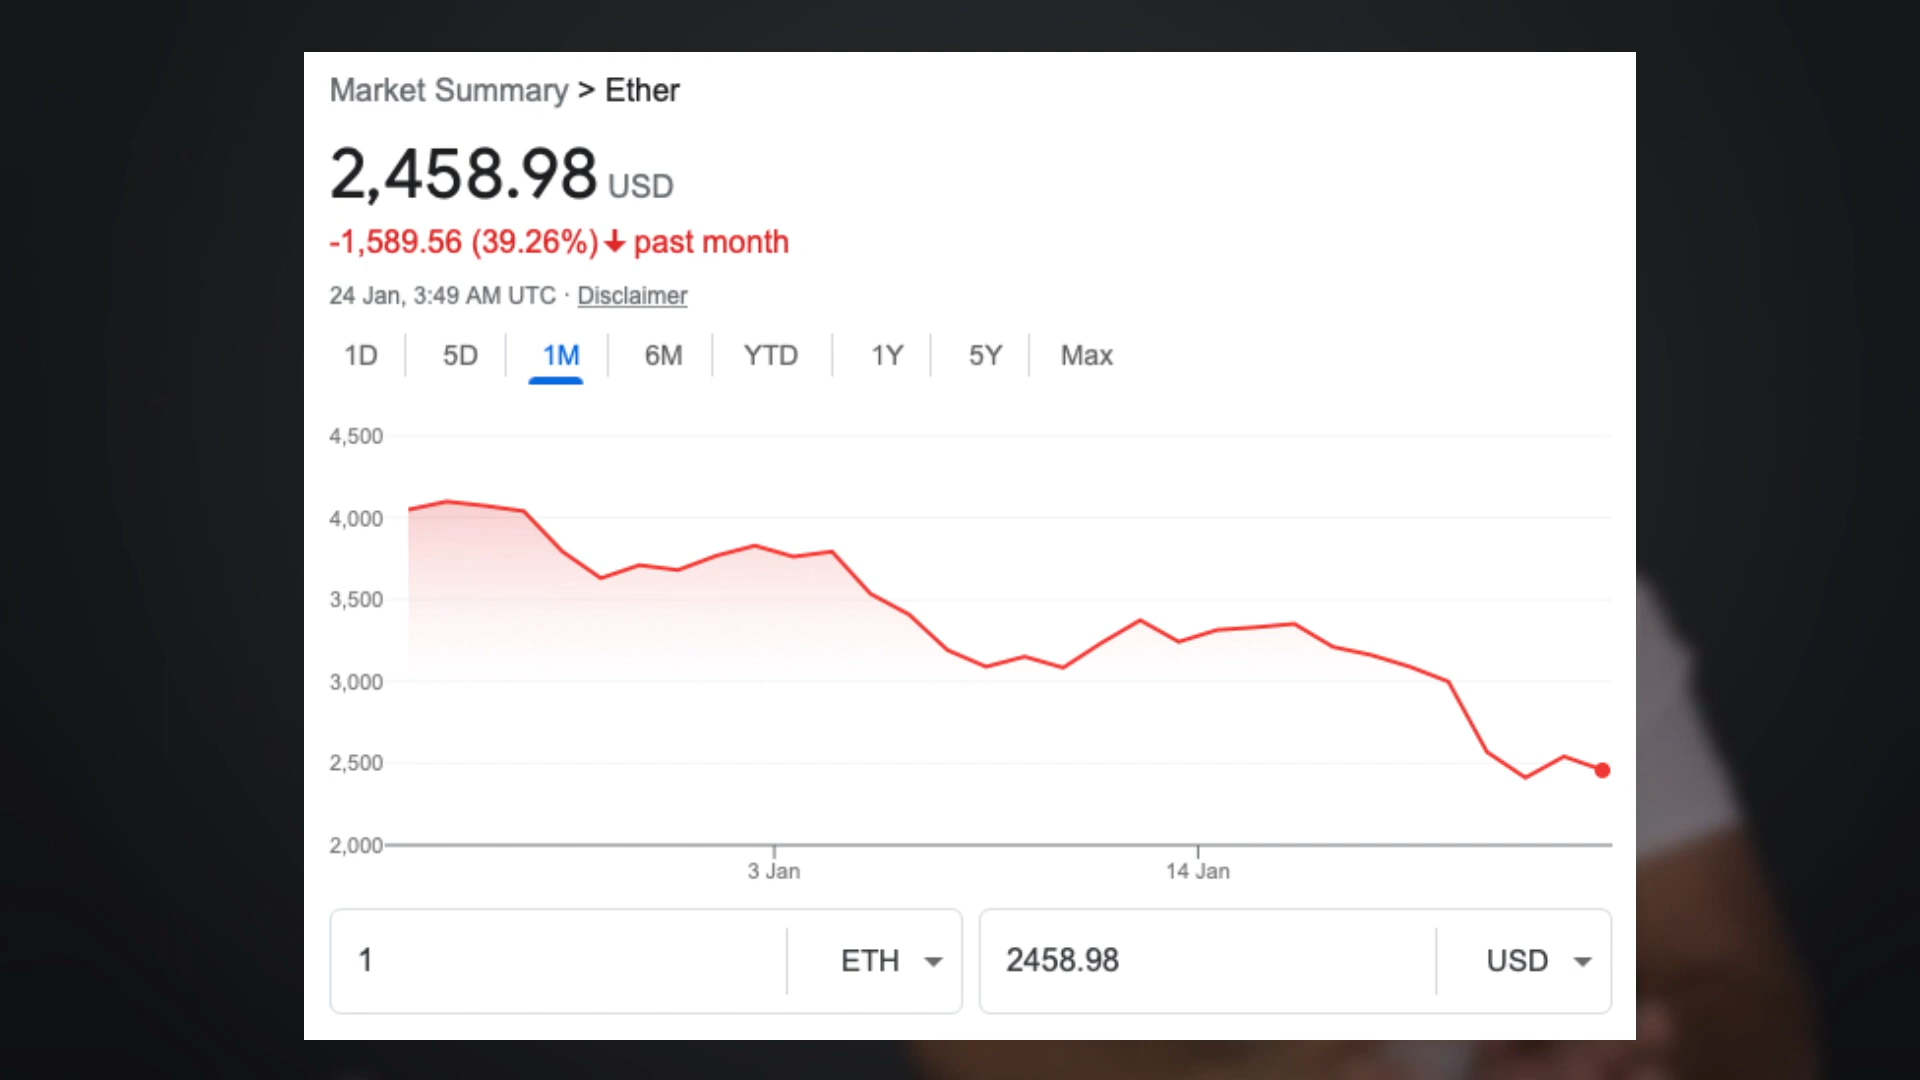 Market Summary > Ether
2,458.98 USD
-1,589.56 (39.26%)↓ past month
24 Jan, 3:49 AM UTC · Disclaimer
1D 5D 1M 6M YTD 1Y 5Y Max
4,500
4,000
3,500
3,000
2,500
2,000
3 Jan 14 Jan
1 ETH 2458.98 USD